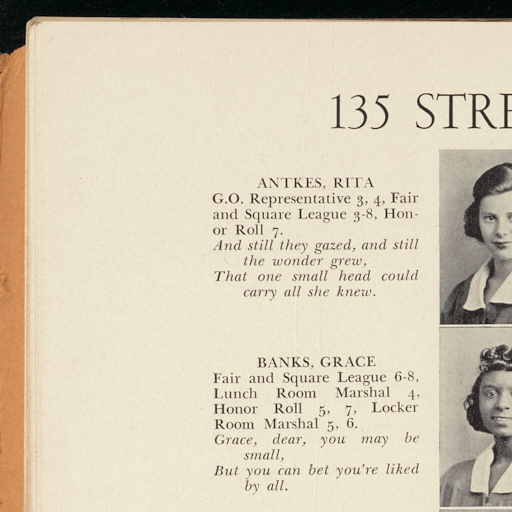 135 STRE
ANTKES, RITA
G.O. Representative 3, 4, Fair
and Square League 3-8, Hon-
or Roll 7.
And still they gazed, and still
the wonder grew,
That one small head could
carry all she knew.
BANKS, GRACE
Fair and Square League 6-8,
Lunch Room Marshal 4,
Honor Roll 5, 7, Locker
Room Marshal 5, 6.
Grace, dear, you may be
small,
But you can bet you're liked
by all.